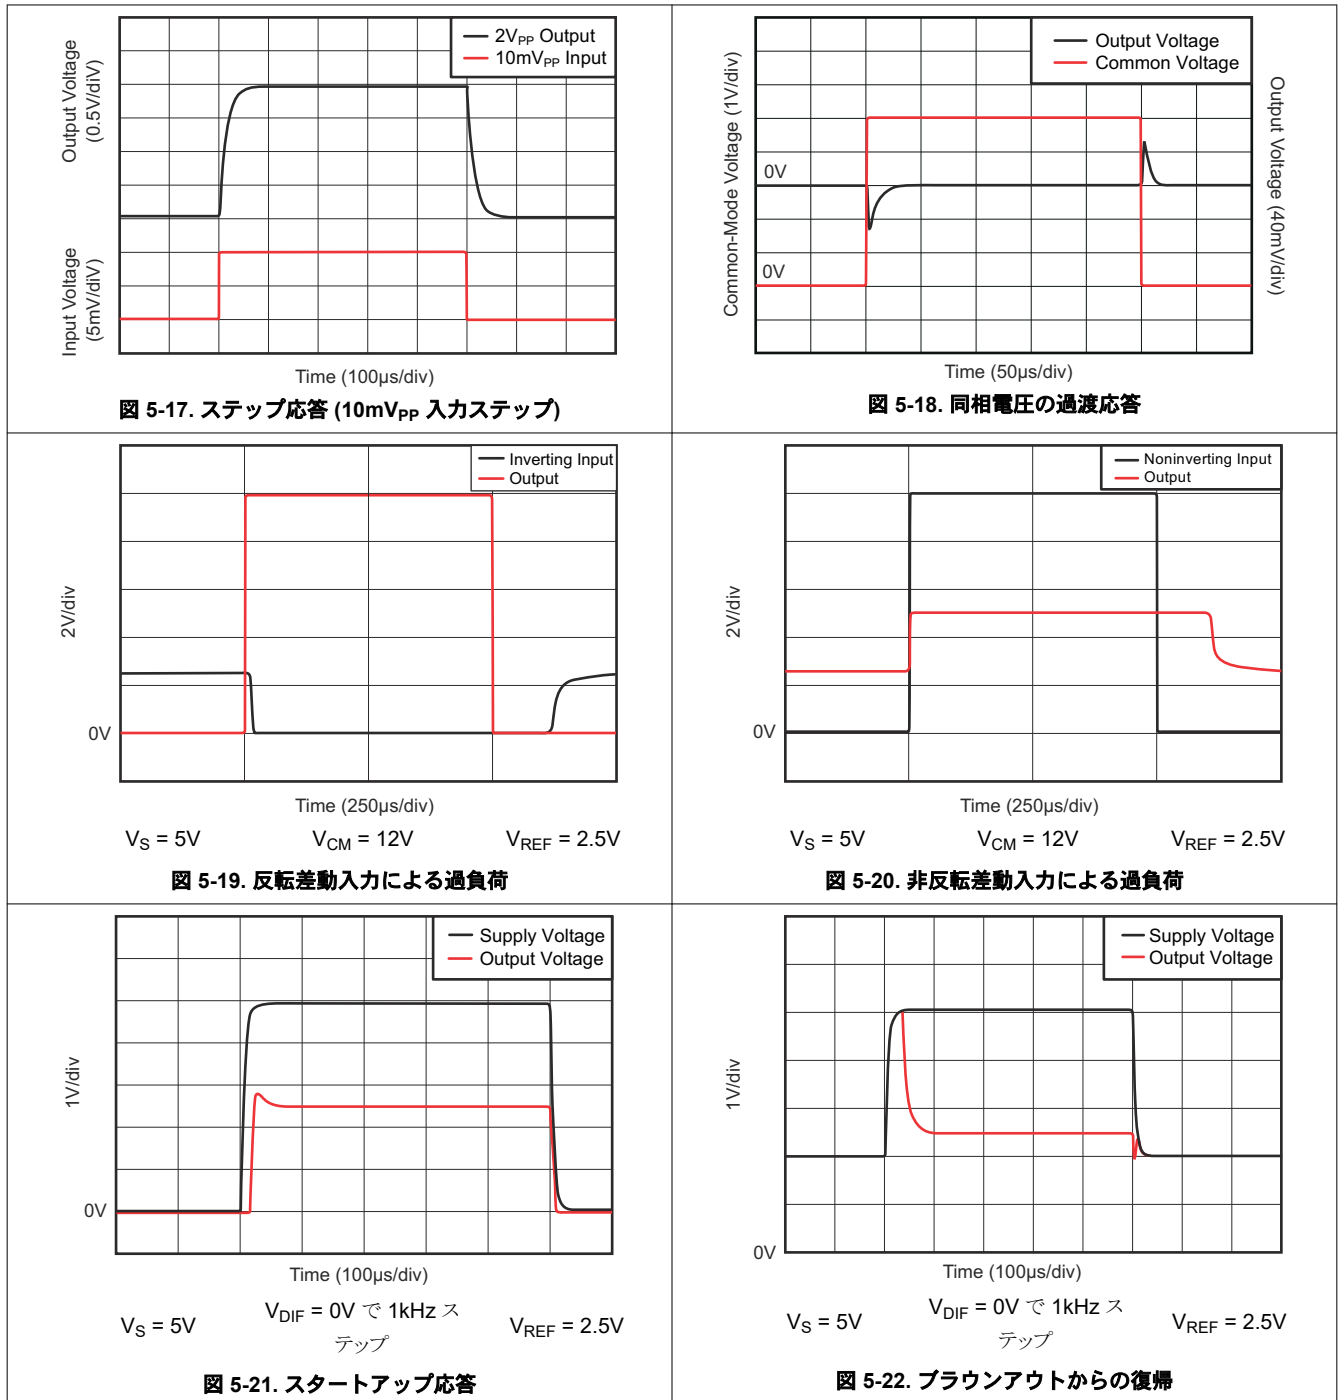 2VPP Output
10mVPP Input
Output Voltage
(0.5V/diV)
Input Voltage
(5mV/diV)
Time (100µs/div)
図 5-17. ステップ応答 (10mVPP 入力ステップ)
Output Voltage
Common Voltage
Common-Mode Voltage (1V/div)
0V
0V
Output Voltage (40mV/div)
Time (50µs/div)
図 5-18. 同相電圧の過渡応答
Inverting Input
Output
2V/div
0V
Time (250µs/div)
VS = 5V VCM = 12V VREF = 2.5V
図 5-19. 反転差動入力による過負荷
Noninverting Input
Output
2V/div
0V
Time (250µs/div)
VS = 5V VCM = 12V VREF = 2.5V
図 5-20. 非反転差動入力による過負荷
Supply Voltage
Output Voltage
1V/div
0V
Time (100µs/div)
VS = 5V VDIF = 0V で 1kHz ス VREF = 2.5V
テップ
図 5-21. スタートアップ応答
Supply Voltage
Output Voltage
1V/div
0V
Time (100µs/div)
VS = 5V VDIF = 0V で 1kHz ス VREF = 2.5V
テップ
図 5-22. ブラウンアウトからの復帰